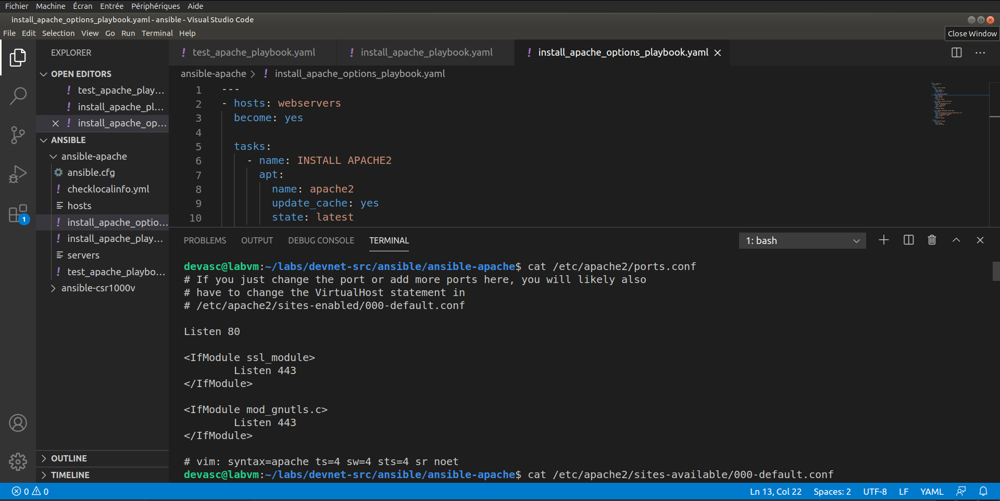 Fichier Machine Écran Entrée Périphériques Aide
install_apache_options_playbook.yaml - ansible - Visual Studio Code
File Edit Selection View Go Run Terminal Help
Close Window
EXPLORER
OPEN EDITORS
test_apache_play...
install_apache_pl...
install_apache_op...
ANSIBLE
ansible-apache
ansible.cfg
checklocalinfo.yml
hosts
install_apache_optio...
install_apache_play...
servers
test_apache_playbo...
ansible-csr1000v
OUTLINE
TIMELINE
1
test_apache_playbook.yaml install_apache_playbook.yaml install_apache_options_playbook.yaml
ansible-apache > install_apache_options_playbook.yaml
1 ---
2 - hosts: webservers
3 become: yes
4
5 tasks:
6 - name: INSTALL APACHE2
7 apt:
8 name: apache2
9 update_cache: yes
10 state: latest
PROBLEMS OUTPUT DEBUG CONSOLE TERMINAL 1: bash
devasc@labvm:~/labs/devnet-src/ansible/ansible-apache$ cat /etc/apache2/ports.conf
# If you just change the port or add more ports here, you will likely also
# have to change the VirtualHost statement in
# /etc/apache2/sites-enabled/000-default.conf
Listen 80
<IfModule ssl_module>
Listen 443
</IfModule>
<IfModule mod_gnutls.c>
Listen 443
</IfModule>
# vim: syntax=apache ts=4 sw=4 sts=4 sr noet
devasc@labvm:~/labs/devnet-src/ansible/ansible-apache$ cat /etc/apache2/sites-available/000-default.conf
0 0 Ln 13, Col 22 Spaces: 2 UTF-8 LF YAML